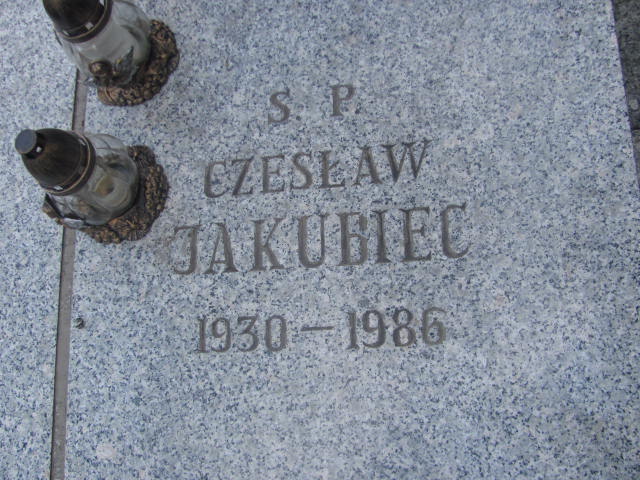 S. P.
CZESŁAW
JAKUBIEC
1930 – 1986